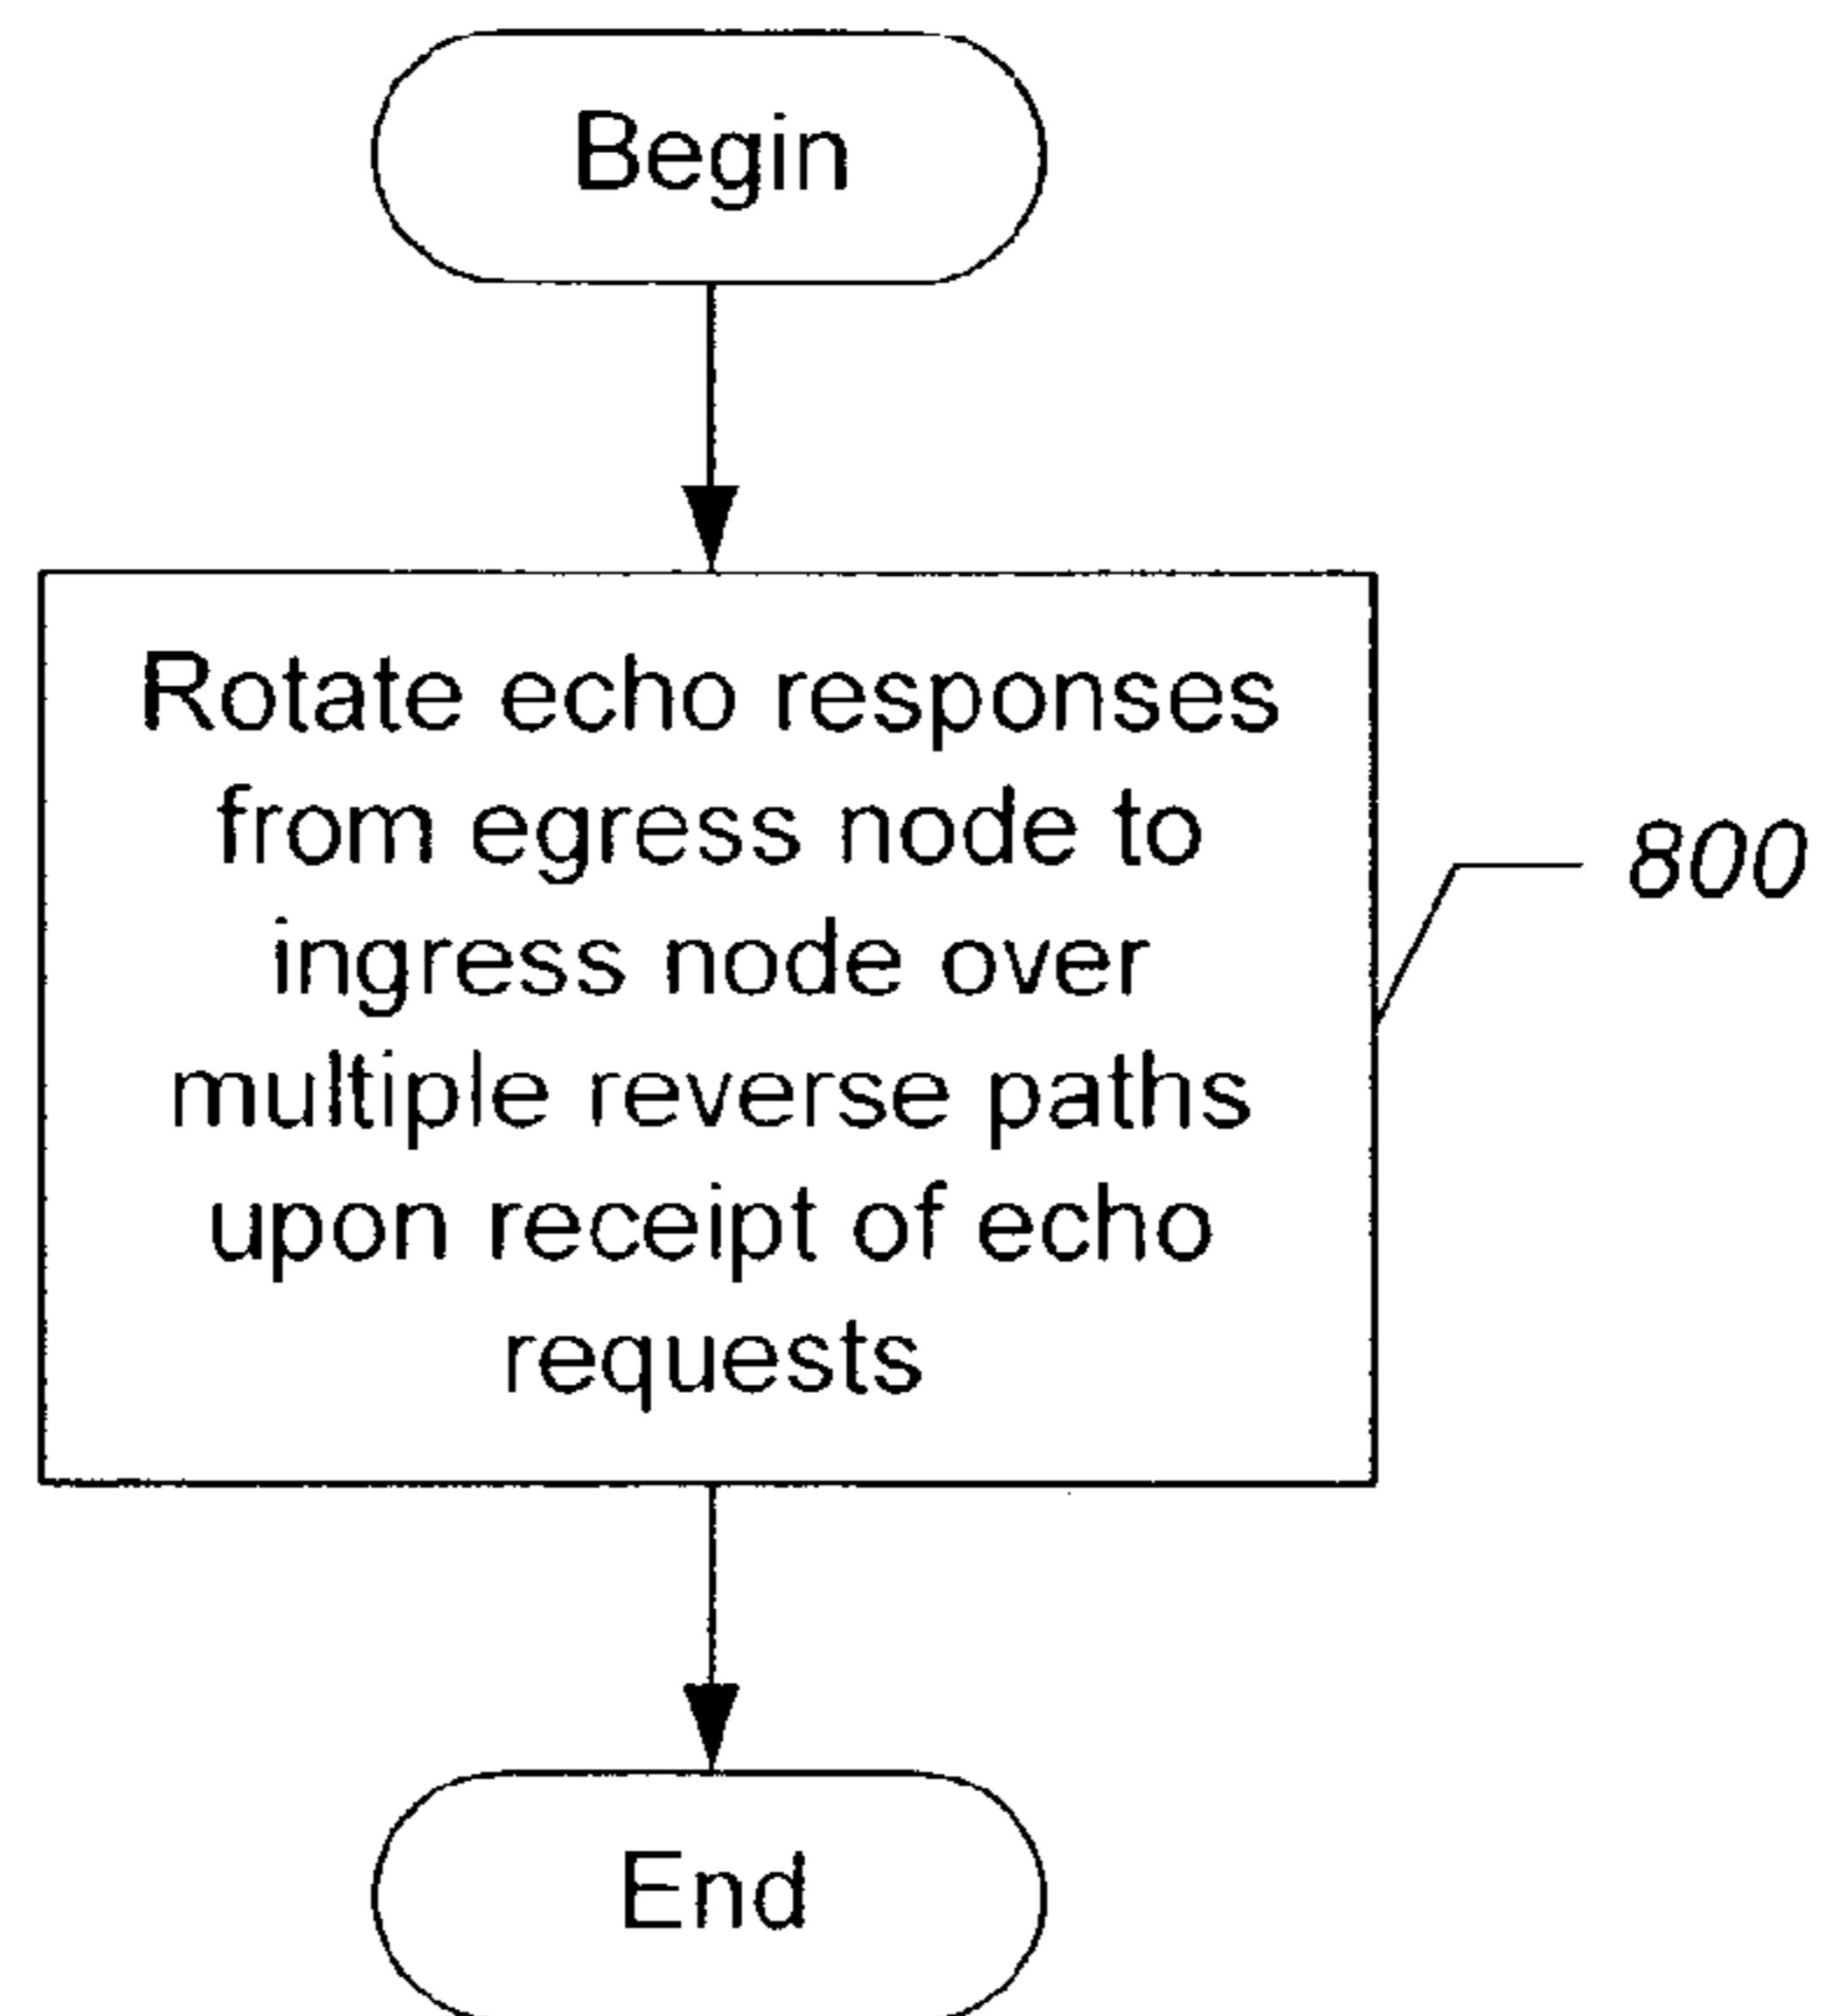 Begin
Rotate echo responses
from egress node to
ingress node over
multiple reverse paths
upon receipt of echo
requests
800
End